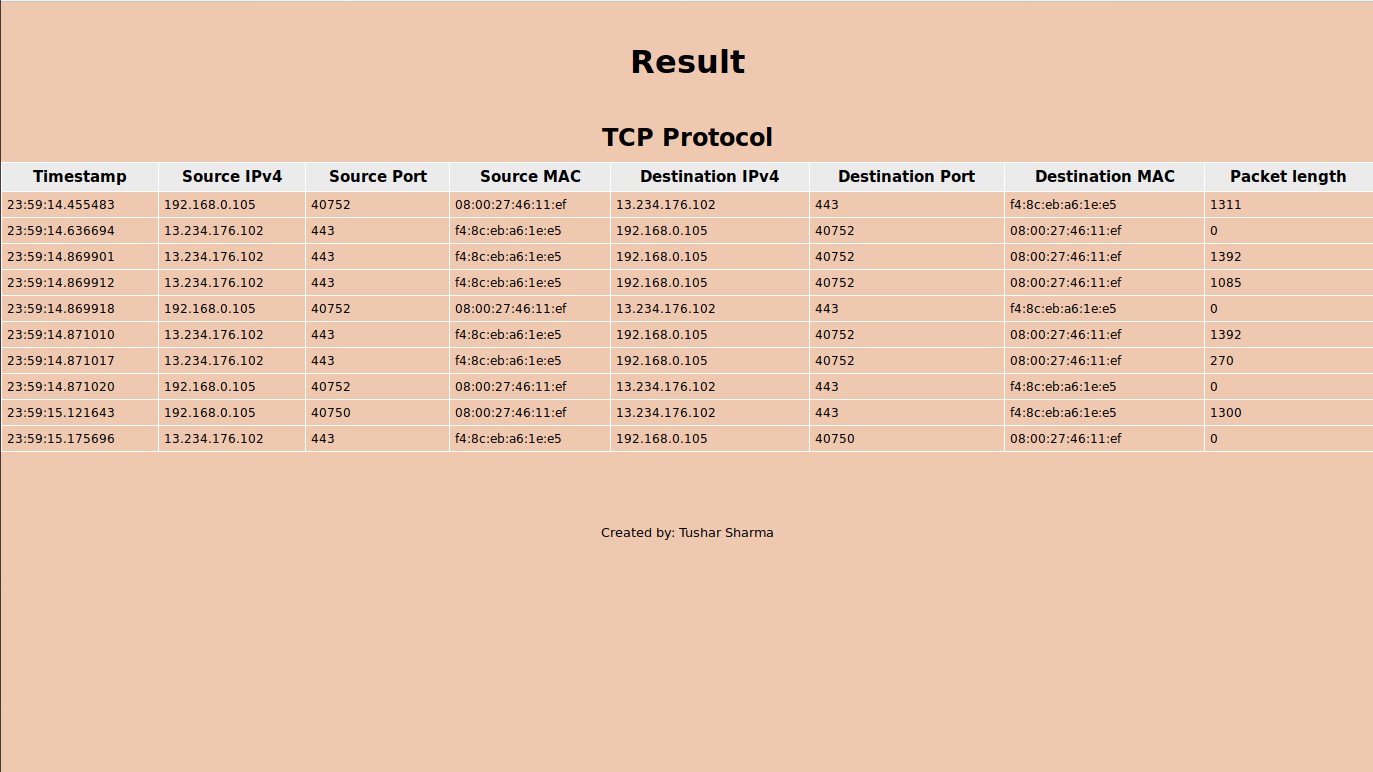 Result
TCP Protocol
Timestamp Source IPv4 Source Port Source MAC Destination IPv4 Destination Port Destination MAC Packet length
23:59:14.455483 192.168.0.105 40752 08:00:27:46:11:ef 13.234.176.102 443 f4:8c:eb:a6:1e:e5 1311
23:59:14.636694 13.234.176.102 443 f4:8c:eb:a6:1e:e5 192.168.0.105 40752 08:00:27:46:11:ef 0
23:59:14.869901 13.234.176.102 443 f4:8c:eb:a6:1e:e5 192.168.0.105 40752 08:00:27:46:11:ef 1392
23:59:14.869912 13.234.176.102 443 f4:8c:eb:a6:1e:e5 192.168.0.105 40752 08:00:27:46:11:ef 1085
23:59:14.869918 192.168.0.105 40752 08:00:27:46:11:ef 13.234.176.102 443 f4:8c:eb:a6:1e:e5 0
23:59:14.871010 13.234.176.102 443 f4:8c:eb:a6:1e:e5 192.168.0.105 40752 08:00:27:46:11:ef 1392
23:59:14.871017 13.234.176.102 443 f4:8c:eb:a6:1e:e5 192.168.0.105 40752 08:00:27:46:11:ef 270
23:59:14.871020 192.168.0.105 40752 08:00:27:46:11:ef 13.234.176.102 443 f4:8c:eb:a6:1e:e5 0
23:59:15.121643 192.168.0.105 40750 08:00:27:46:11:ef 13.234.176.102 443 f4:8c:eb:a6:1e:e5 1300
23:59:15.175696 13.234.176.102 443 f4:8c:eb:a6:1e:e5 192.168.0.105 40750 08:00:27:46:11:ef 0
Created by: Tushar Sharma